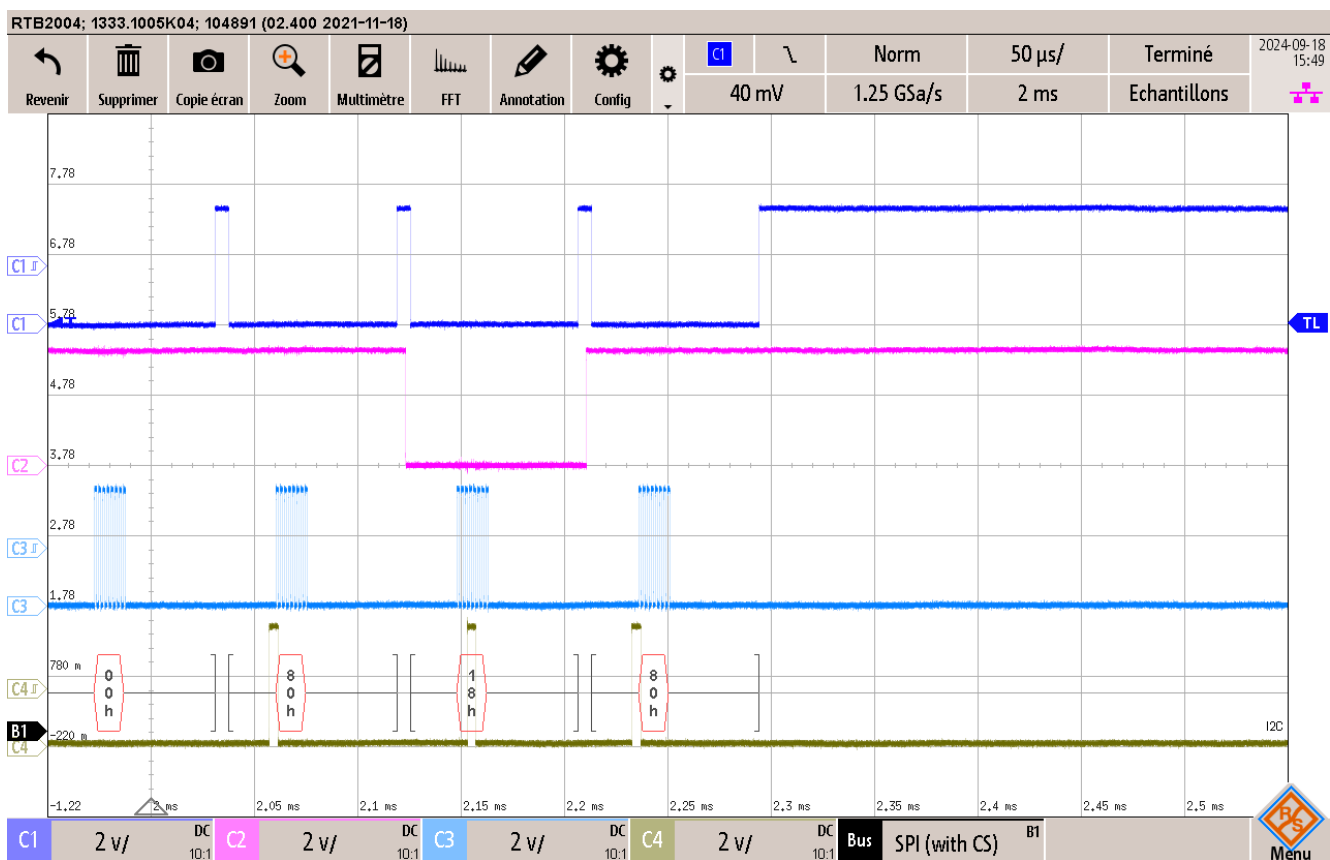 RTB2004; 1333.1005K04; 104891 (02.400 2021-11-18)
Revenir Supprimer Copie écran Zoom Multimètre FFT Annotation Config
C1 Norm 50 µs/ Terminé
40 mV 1.25 GSa/s 2 ms Echantillons
2024-09-18
15:49
7.78
6.78
C1
5.78
C1 T TL
4.78
3.78
C2
2.78
C3
1.78
C3
780 m
C4
00h 80h 18h 80h
B1
-220 m
C4
I2C
-1.22 2 ms 2.05 ms 2.1 ms 2.15 ms 2.2 ms 2.25 ms 2.3 ms 2.35 ms 2.4 ms 2.45 ms 2.5 ms
C1 2 V/ DC 10:1 C2 2 V/ DC 10:1 C3 2 V/ DC 10:1 C4 2 V/ DC 10:1 Bus SPI (with CS) B1
R&S
Menu